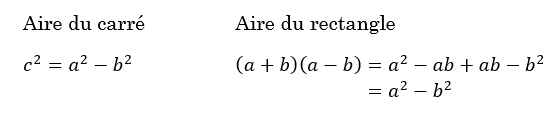 Aire du carré Aire du rectangle
𝑐² = 𝑎² − 𝑏² (𝑎 + 𝑏)(𝑎 − 𝑏) = 𝑎² − 𝑎𝑏 + 𝑎𝑏 − 𝑏²
= 𝑎² − 𝑏²